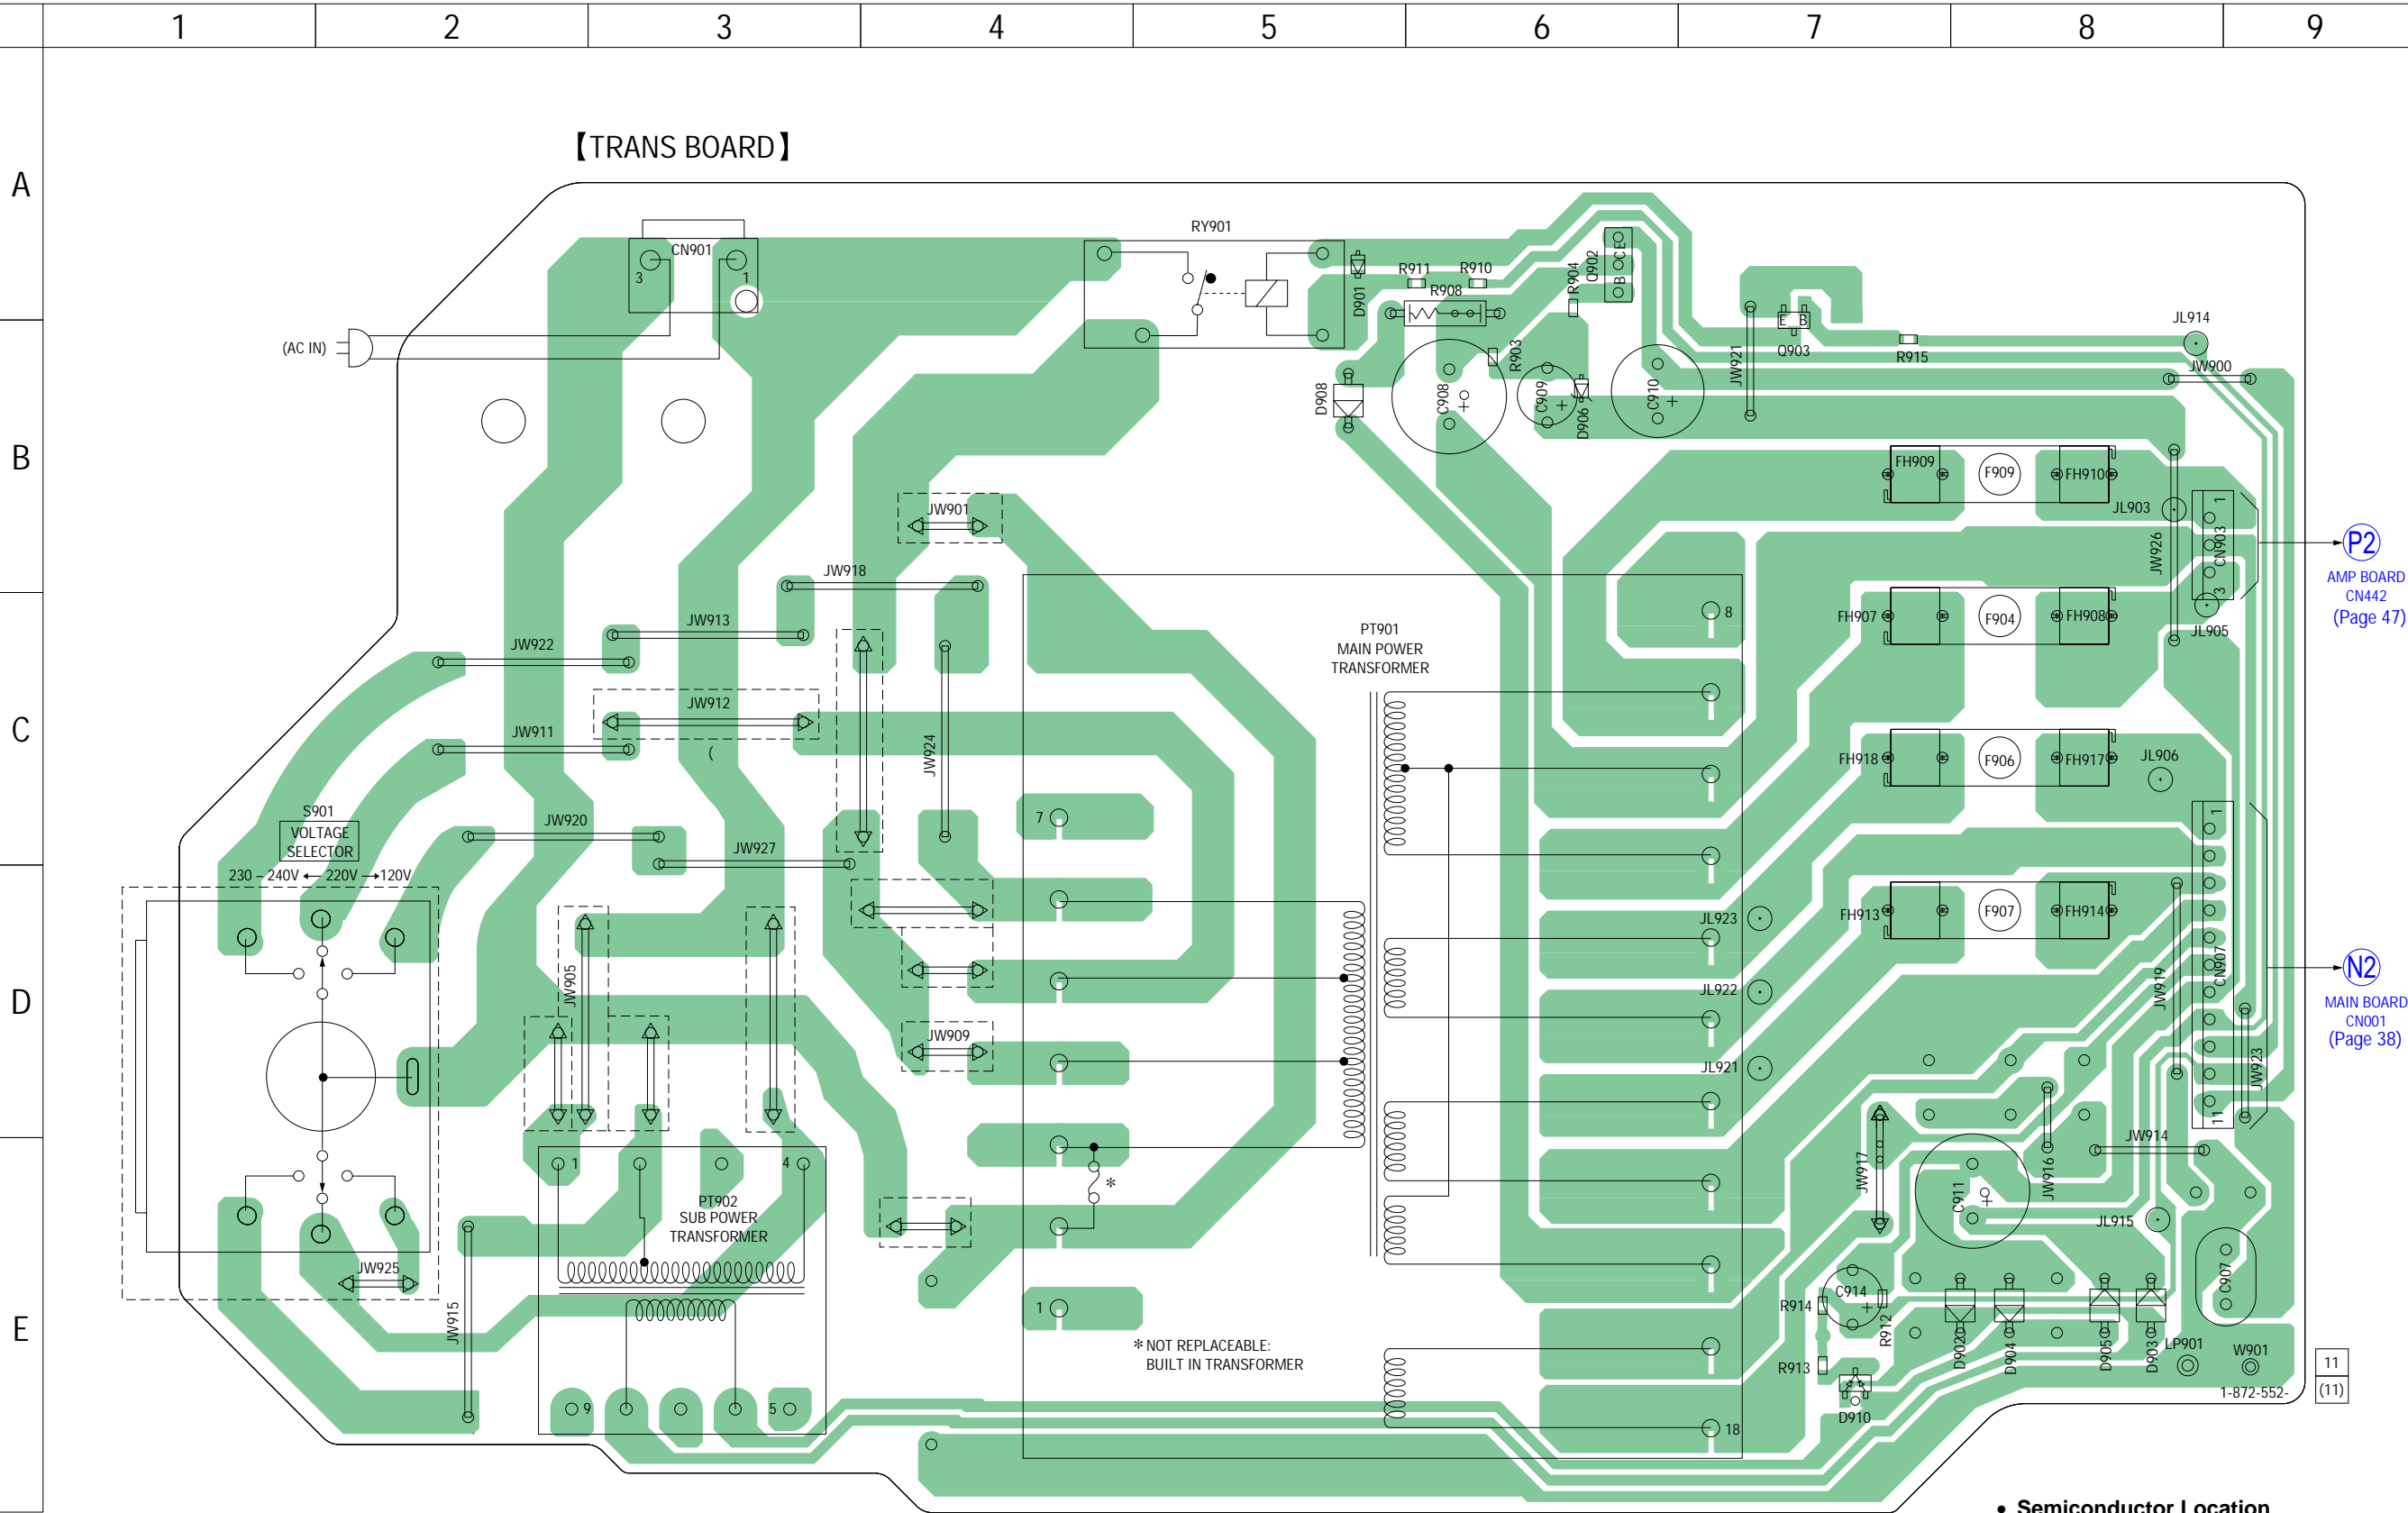 1 2 3 4 5 6 7 8 9
A
B
C
D
E
【TRANS BOARD】
CN901
3 1
(AC IN)
RY901
D901
R911
R910
R908
R904
Q902
B C E
R903
D908
C908 +
C909 +
D906
C910 +
JW921
E B
Q903
R915
JL914
JW900
FH909
F909
FH910
JL903
JW926
1
CN903
3
P2
AMP BOARD
CN442
(Page 47)
JW901
JW918
JW913
JW922
JW912
(
JW911
JW924
JW920
JW927
PT901
MAIN POWER
TRANSFORMER
8
7
FH907
F904
FH908
JL905
FH918
F906
FH917
JL906
S901
VOLTAGE
SELECTOR
230 – 240V ← 220V → 120V
JW905
JW909
JL923
JL922
JL921
FH913
F907
FH914
JW919
1
CN907
11
JW923
N2
MAIN BOARD
CN001
(Page 38)
JW925
JW915
1 4
PT902
SUB POWER
TRANSFORMER
9 5
*
1
* NOT REPLACEABLE:
BUILT IN TRANSFORMER
18
JW917
C911 +
JW916
JW914
JL915
C907
R914
C914 +
R912
R913
D910
D902
D904
D905
D903
LP901
W901
1-872-552-
11
(11)
• Semiconductor Location